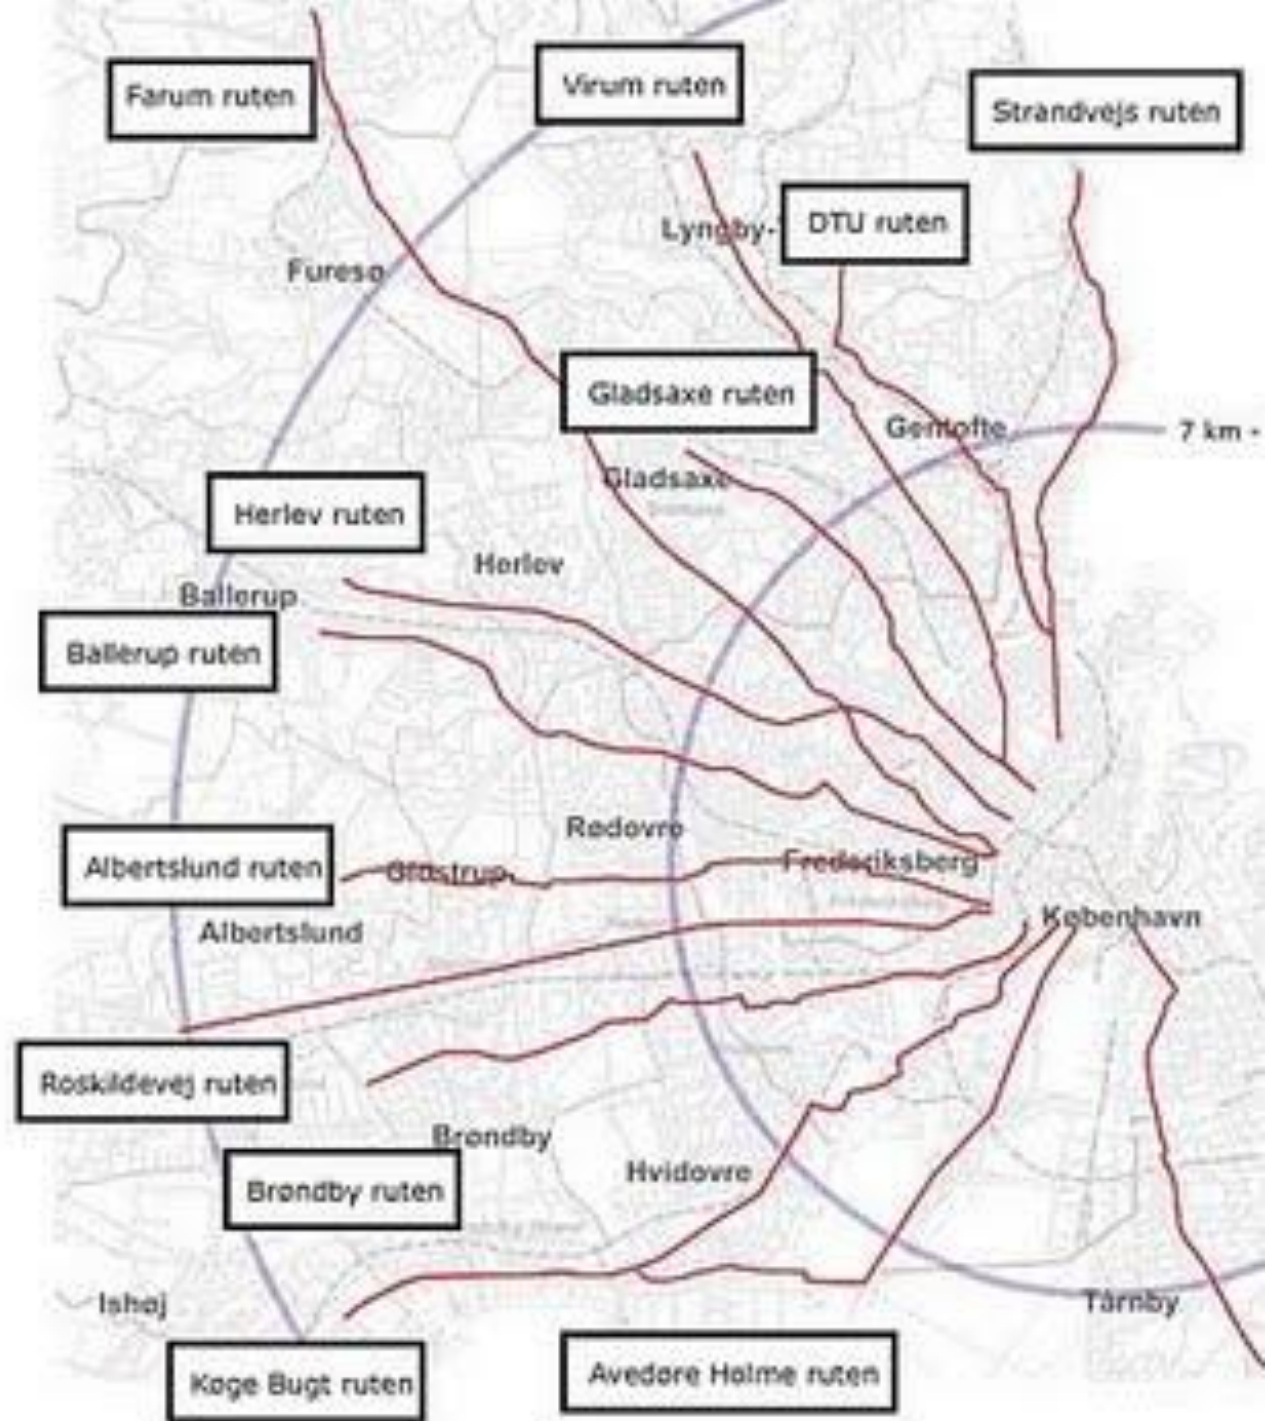 Farum ruten
Virum ruten
Strandvejs ruten
Lyngby-
DTU ruten
Furesø
Gladsaxe ruten
Gentofte
7 km -
Gladsaxe
Herlev ruten
Herlev
Ballerup
Ballerup ruten
Rødovre
Albertslund ruten
Glostrup
Frederiksberg
Albertslund
København
Roskildevej ruten
Brøndby
Hvidovre
Brøndby ruten
Ishøj
Tårnby
Køge Bugt ruten
Avedøre Holme ruten